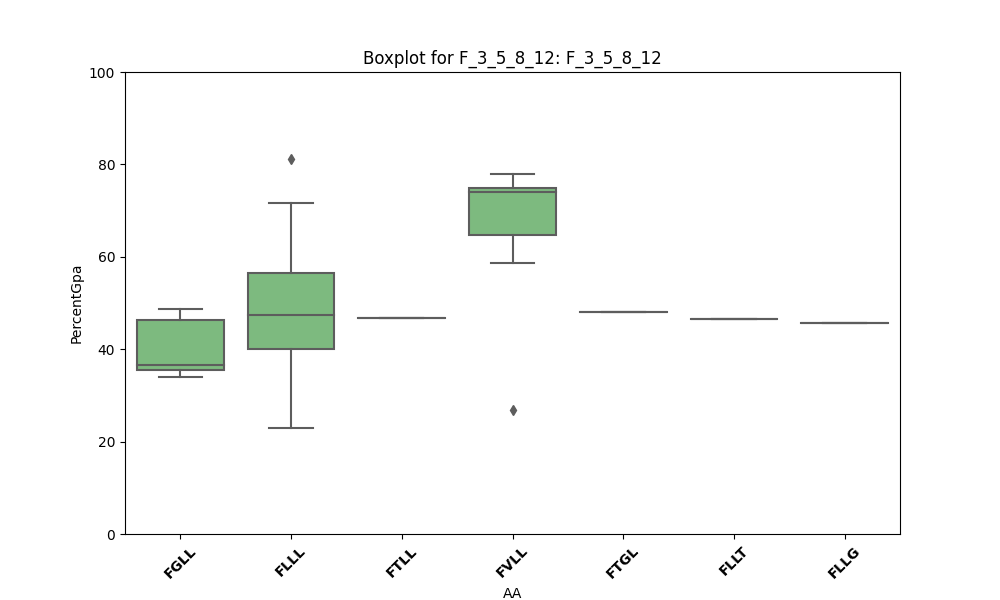 Boxplot for F_3_5_8_12: F_3_5_8_12
PercentGpa
100
80
60
40
20
0
FGLL
FLLL
FTLL
FVLL
FTGL
FLLT
FLLG
AA